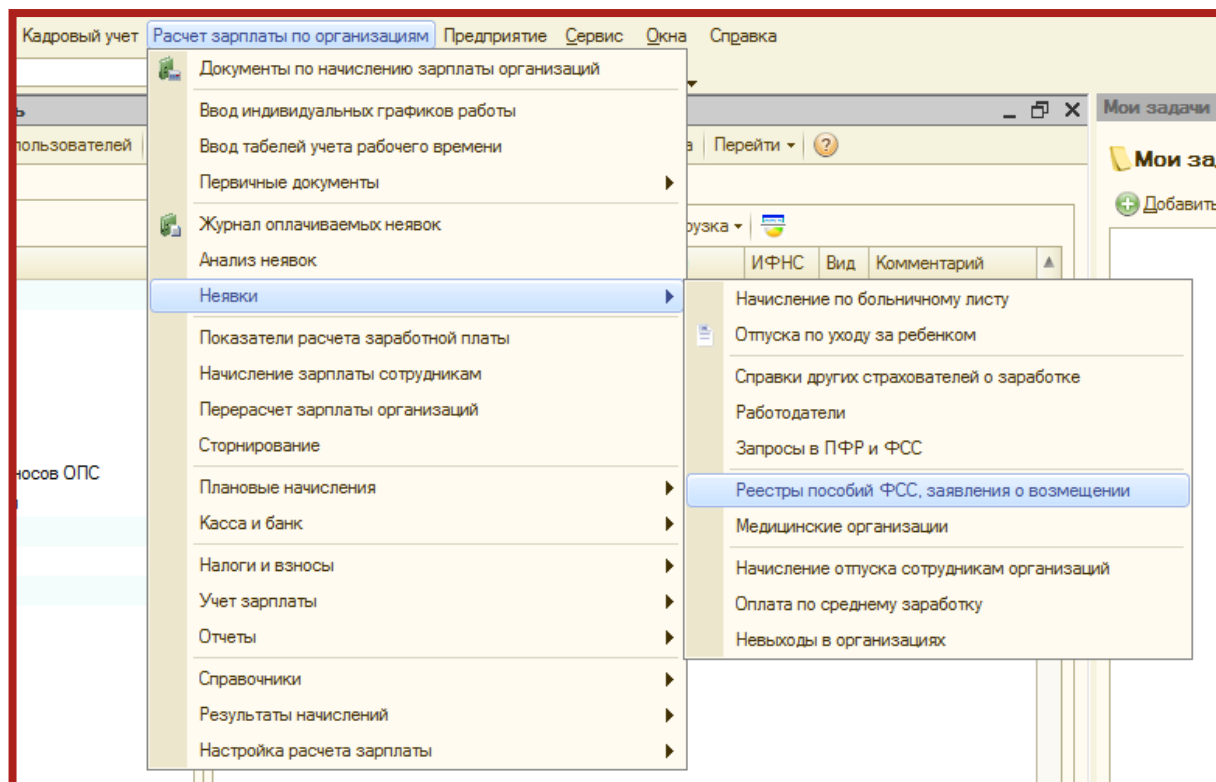 Кадровый учет Расчет зарплаты по организациям Предприятие Сервис Окна Справка
Документы по начислению зарплаты организаций
Ввод индивидуальных графиков работы
Ввод табелей учета рабочего времени
Первичные документы
Журнал оплачиваемых неявок
Анализ неявок
Неявки
Показатели расчета заработной платы
Начисление зарплаты сотрудникам
Перерасчет зарплаты организаций
Сторнирование
Плановые начисления
Касса и банк
Налоги и взносы
Учет зарплаты
Отчеты
Справочники
Результаты начислений
Настройка расчета зарплаты
Начисление по больничному листу
Отпуска по уходу за ребенком
Справки других страхователей о заработке
Работодатели
Запросы в ПФР и ФСС
Реестры пособий ФСС, заявления о возмещении
Медицинские организации
Начисление отпуска сотрудникам организаций
Оплата по среднему заработку
Невыходы в организациях
Перейти
ИФНС Вид Комментарий
ОПС
Мои задачи
Мои
Добавить